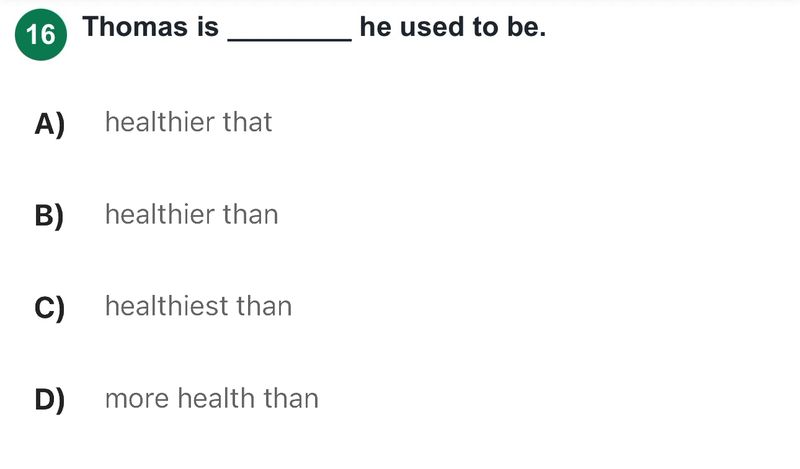 16 Thomas is ________ he used to be.
A) healthier that
B) healthier than
C) healthiest than
D) more health than